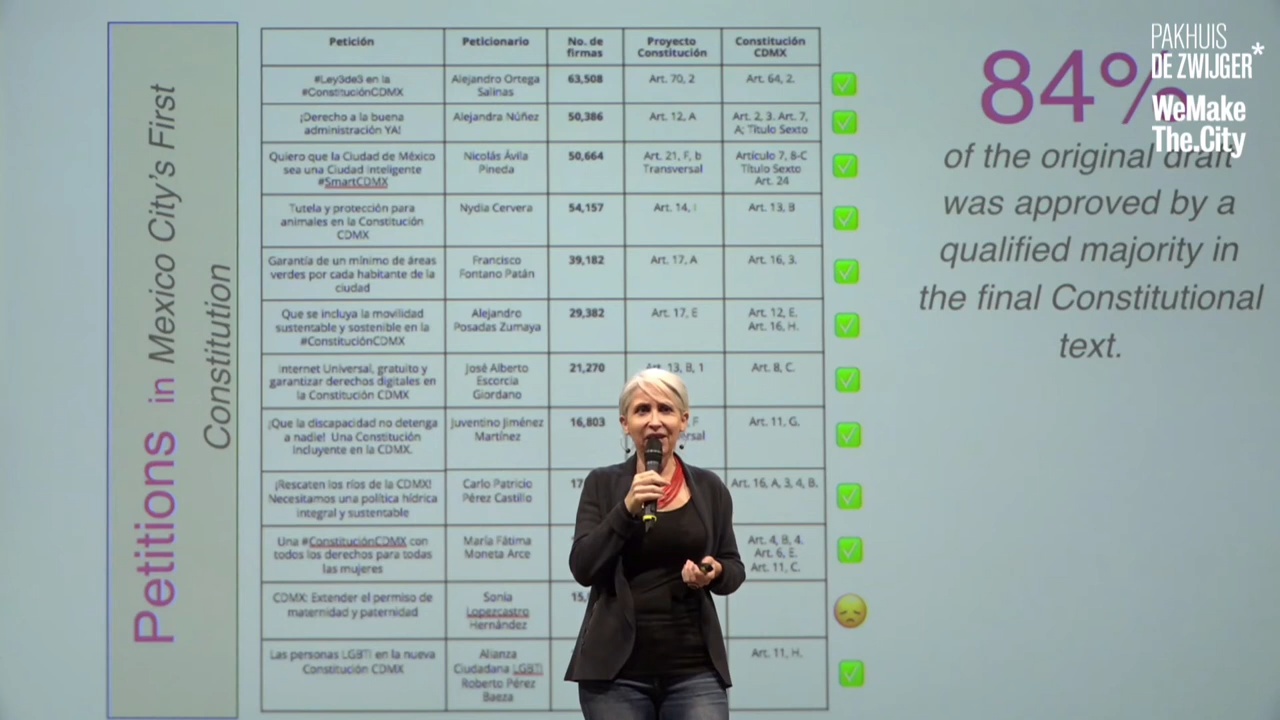 PAKHUIS
DE ZWIJGER*
WeMake
The.City
Petitions in Mexico City's First
Constitution
Petición Peticionario No. de firmas Proyecto Constitución Constitución CDMX
#Ley3de3 en la Alejandro Ortega 63,508 Art. 70, 2 Art. 64, 2.
#ConstituciónCDMX Salinas
¡Derecho a la buena Alejandra Núñez 50,386 Art. 12, A Art. 2, 3. Art. 7,
administración YA! A; Título Sexto
Quiero que la Ciudad de México Nicolás Ávila 50,664 Art. 21, F, b Artículo 7, 8-C
sea una Ciudad inteligente Pineda Transversal Título Sexto
#SmartCDMX Art. 24
Tutela y protección para Nydia Cervera 54,157 Art. 14, I Art. 13, B
animales en la Constitución
CDMX
Garantía de un mínimo de áreas Francisco 39,182 Art. 17, A Art. 16, 3.
verdes por cada habitante de la Fontano Patán
ciudad
Que se incluya la movilidad Alejandro 29,382 Art. 17, E Art. 12, E.
sustentable y sostenible en la Posadas Zumaya Art. 16, H.
#ConstituciónCDMX
Internet Universal, gratuito y José Alberto 21,270 Art. 13, B, 1 Art. 8, C.
garantizar derechos digitales en Escorcia
la Constitución CDMX Giordano
¡Que la discapacidad no detenga Juventino Jiménez 16,803 F Art. 11, G.
a nadie! Una Constitución Martínez
incluyente en la CDMX.
¡Rescaten los ríos de la CDMX! Carlo Patricio 17 Art. 16, A, 3, 4, B.
Necesitamos una política hídrica Pérez Castillo
integral y sustentable
Una #ConstituciónCDMX con María Fátima Art. 4, B, 4.
todos los derechos para todas Moneta Arce Art. 6, E.
las mujeres Art. 11, C.
CDMX: Extender el permiso de Sonia 15,
maternidad y paternidad Lopezcastro
Hernández
Las personas LGBTI en la nueva Alianza Art. 11, H.
Constitución CDMX Ciudadana LGBTI
Roberto Pérez
Baeza
84%
of the original draft
was approved by a
qualified majority in
the final Constitutional
text.